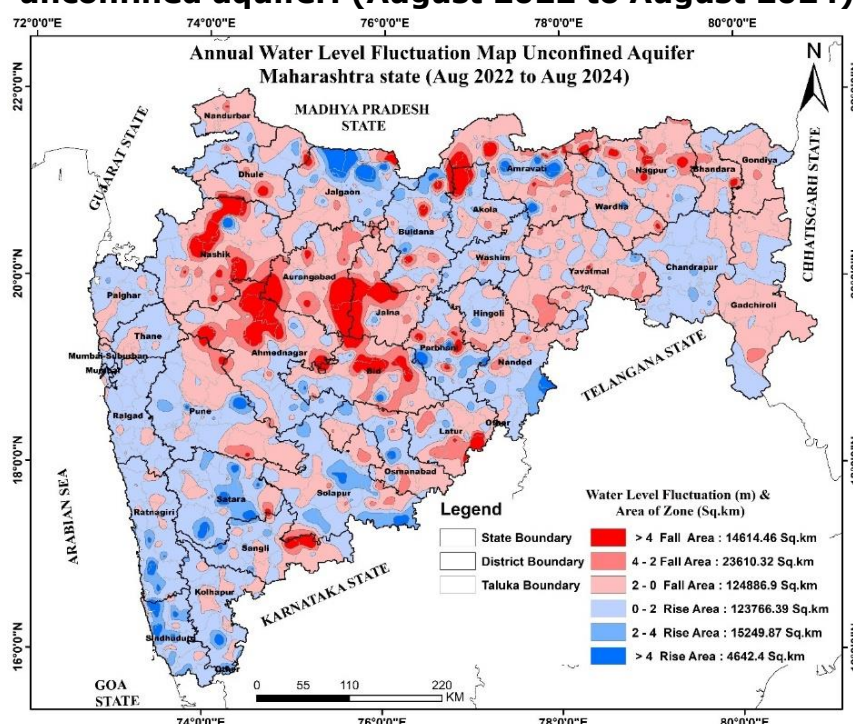 unconfined aquifer. (August 2022 to August 2024)
72°0'0"E 74°0'0"E 76°0'0"E 78°0'0"E 80°0'0"E
Annual Water Level Fluctuation Map Unconfined Aquifer
Maharashtra state (Aug 2022 to Aug 2024)
N
22°0'0"N
MADHYA PRADESH
STATE
GUJARAT STATE
CHHATISGARH STATE
Nandurbar
Dhule
Jalgaon
Amravati
Nagpur
Bhandara
Gondiya
Akola
Wardha
Buldana
Nashik
Washim
Yavatmal
Chandrapur
20°0'0"N
Aurangabad
Palghar
Jalna
Hingoli
Gadchiroli
Thane
Ahmednagar
Parbhani
Mumbai-Suburban
Mumbai
Bid
Nanded
TELANGANA STATE
Raigad
Pune
Latur
Other
18°0'0"N
Osmanabad
Satara
Solapur
ARABIAN SEA
Ratnagiri
Sangli
Kolhapur
KARNATAKA STATE
Sindhudurg
16°0'0"N
Other
GOA
STATE
Legend
State Boundary
District Boundary
Taluka Boundary
Water Level Fluctuation (m) &
Area of Zone (Sq.km)
> 4 Fall Area : 14614.46 Sq.km
4 - 2 Fall Area : 23610.32 Sq.km
2 - 0 Fall Area : 124886.9 Sq.km
0 - 2 Rise Area : 123766.39 Sq.km
2 - 4 Rise Area : 15249.87 Sq.km
> 4 Rise Area : 4642.4 Sq.km
0 55 110 220
KM
74°0'0"E 76°0'0"E 78°0'0"E 80°0'0"E